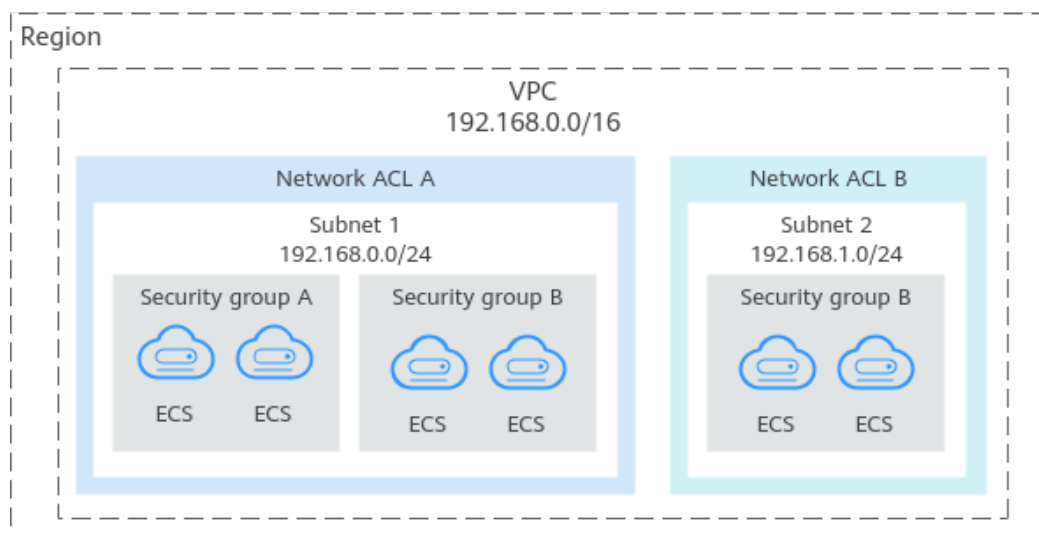 Region
VPC
192.168.0.0/16
Network ACL A
Subnet 1
192.168.0.0/24
Security group A
ECS
ECS
Security group B
ECS
ECS
Network ACL B
Subnet 2
192.168.1.0/24
Security group B
ECS
ECS